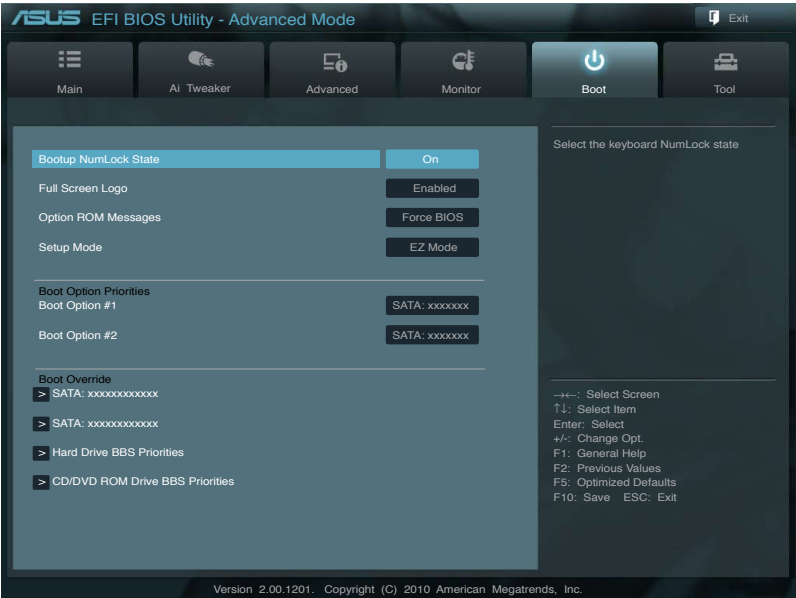 ASUS EFI BIOS Utility - Advanced Mode
Exit
Main
Ai Tweaker
Advanced
Monitor
Boot
Tool
Bootup NumLock State On
Full Screen Logo Enabled
Option ROM Messages Force BIOS
Setup Mode EZ Mode
Boot Option Priorities
Boot Option #1 SATA: xxxxxxx
Boot Option #2 SATA: xxxxxxx
Boot Override
> SATA: xxxxxxxxxxxx
> SATA: xxxxxxxxxxxx
> Hard Drive BBS Priorities
> CD/DVD ROM Drive BBS Priorities
Select the keyboard NumLock state
→←: Select Screen
↑↓: Select Item
Enter: Select
+/-: Change Opt.
F1: General Help
F2: Previous Values
F5: Optimized Defaults
F10: Save ESC: Exit
Version 2.00.1201. Copyright (C) 2010 American Megatrends, Inc.